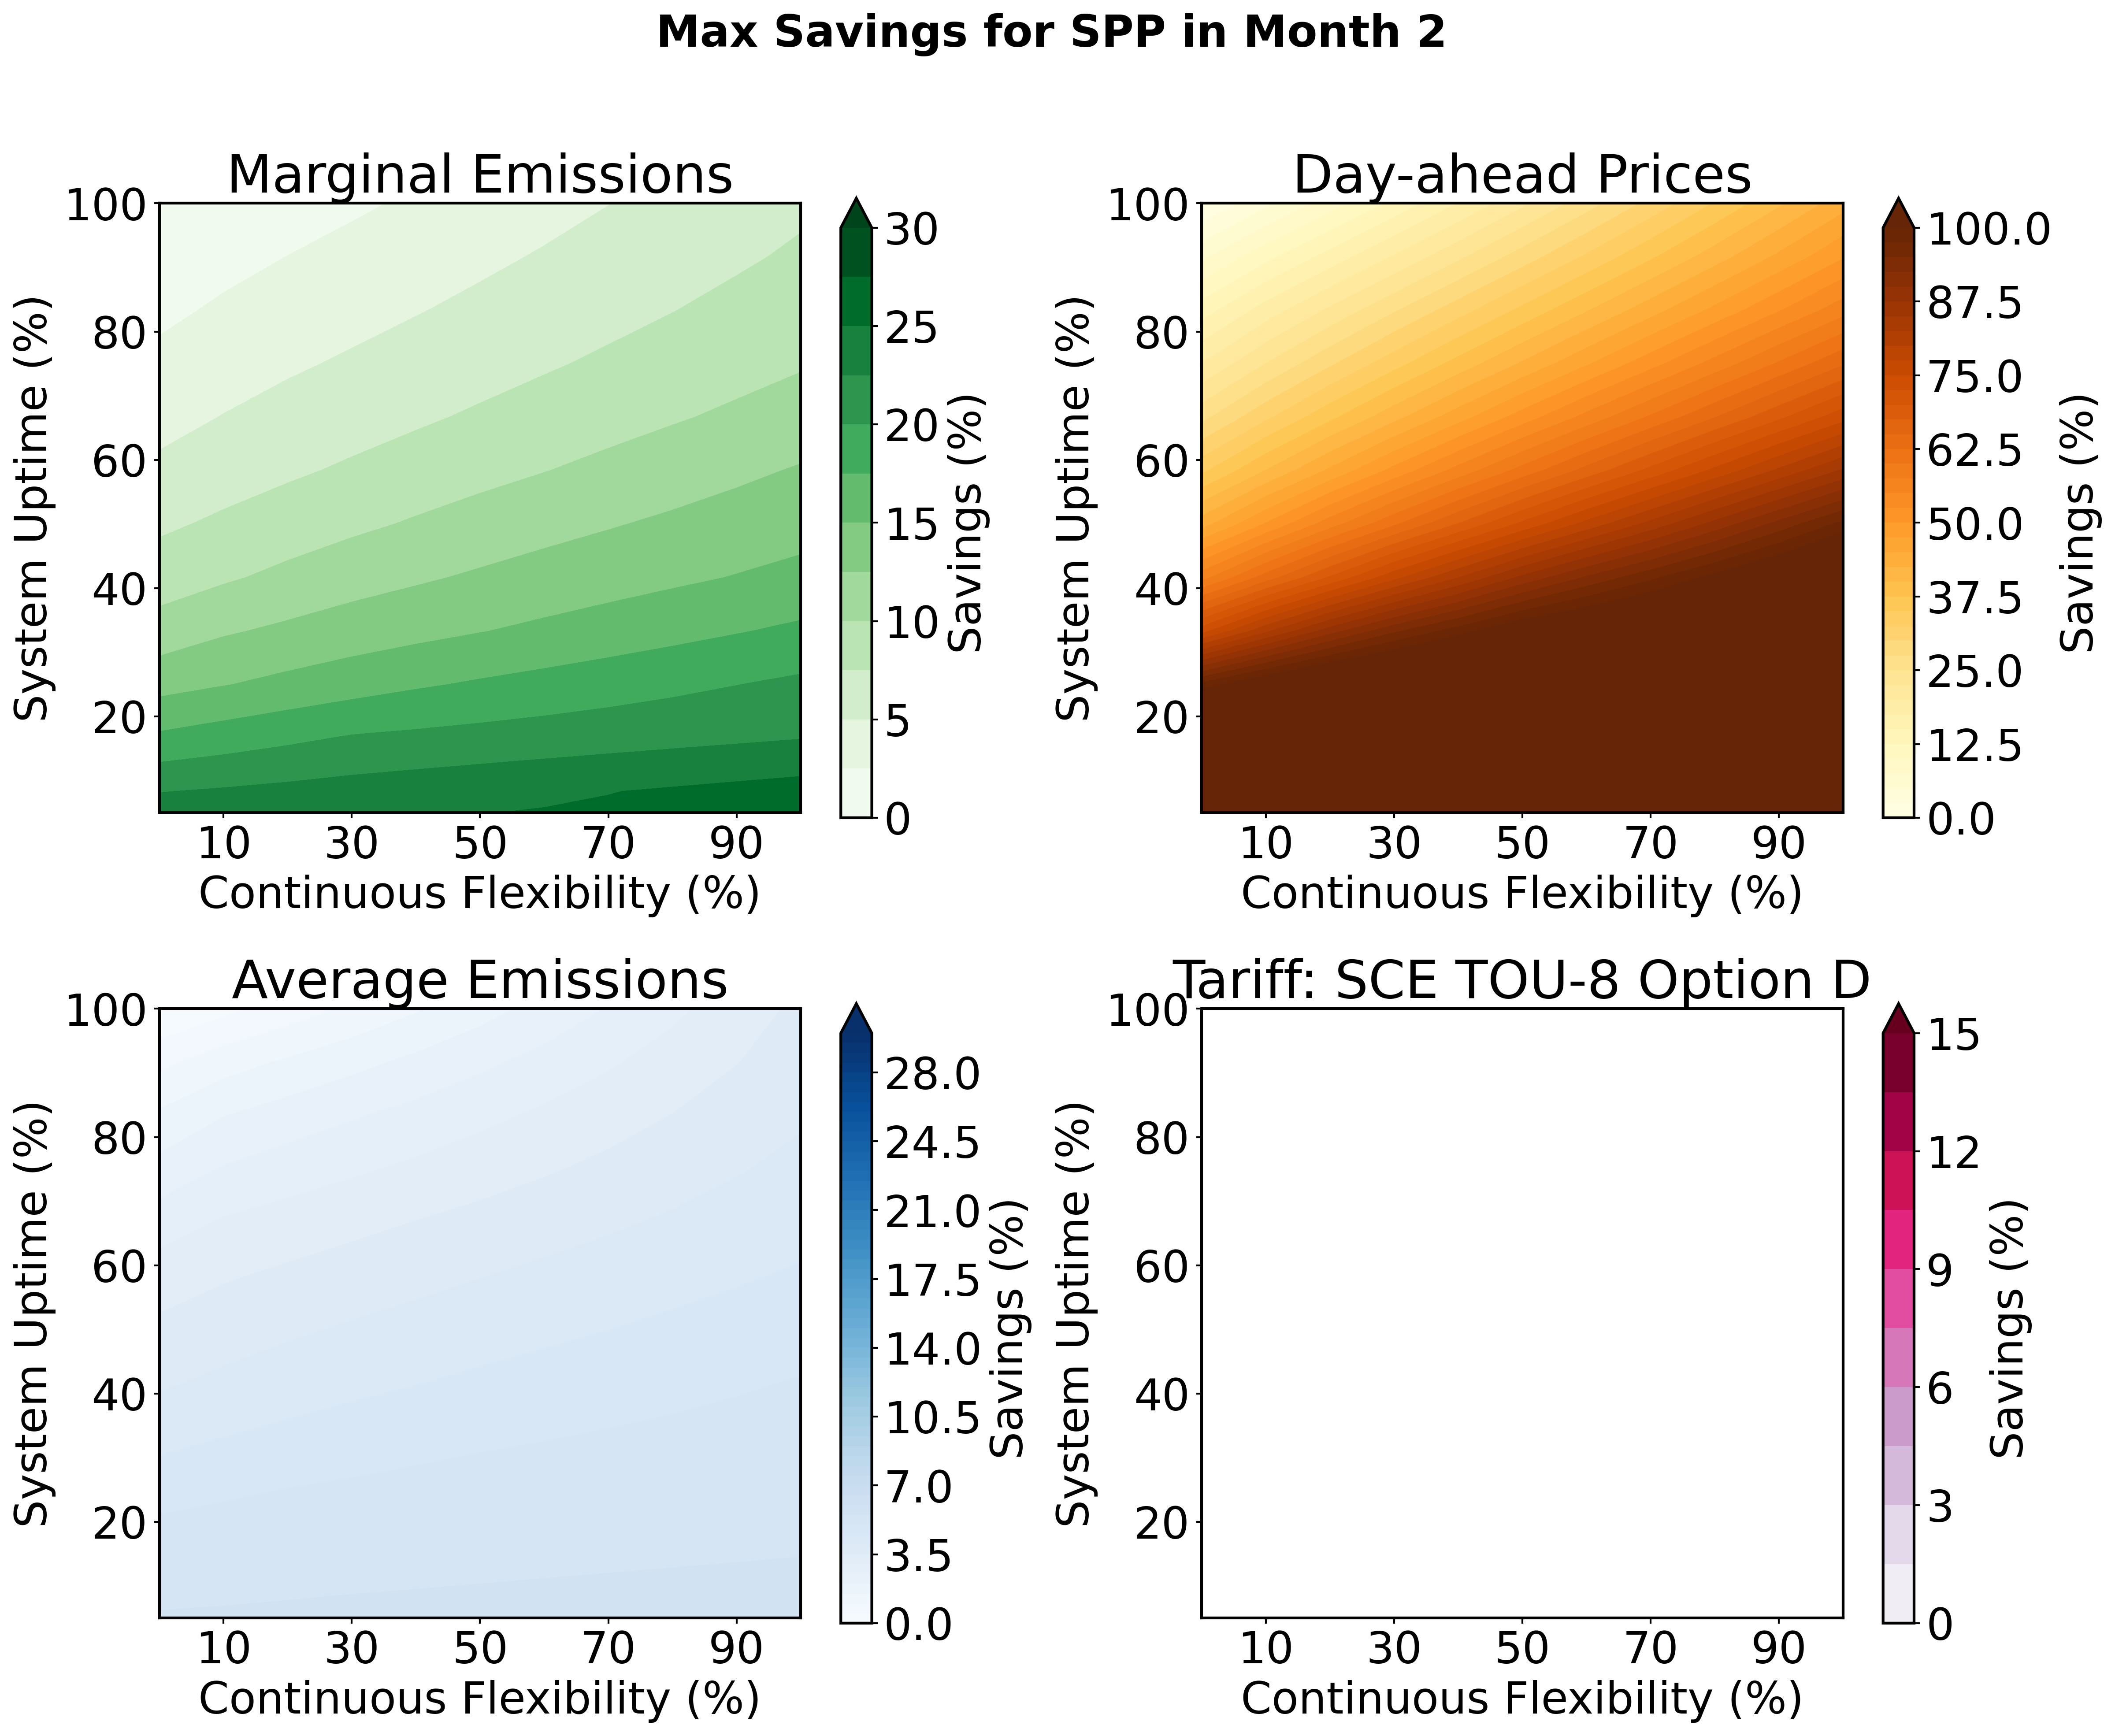 Max Savings for SPP in Month 2
Marginal Emissions
100
80
60
40
20
System Uptime (%)
10 30 50 70 90
Continuous Flexibility (%)
30
25
20
15
10
5
0
Savings (%)
Day-ahead Prices
100
80
60
40
20
System Uptime (%)
10 30 50 70 90
Continuous Flexibility (%)
100.0
87.5
75.0
62.5
50.0
37.5
25.0
12.5
0.0
Savings (%)
Average Emissions
100
80
60
40
20
System Uptime (%)
10 30 50 70 90
Continuous Flexibility (%)
28.0
24.5
21.0
17.5
14.0
10.5
7.0
3.5
0.0
Savings (%)
Tariff: SCE TOU-8 Option D
100
80
60
40
20
System Uptime (%)
10 30 50 70 90
Continuous Flexibility (%)
15
12
9
6
3
0
Savings (%)